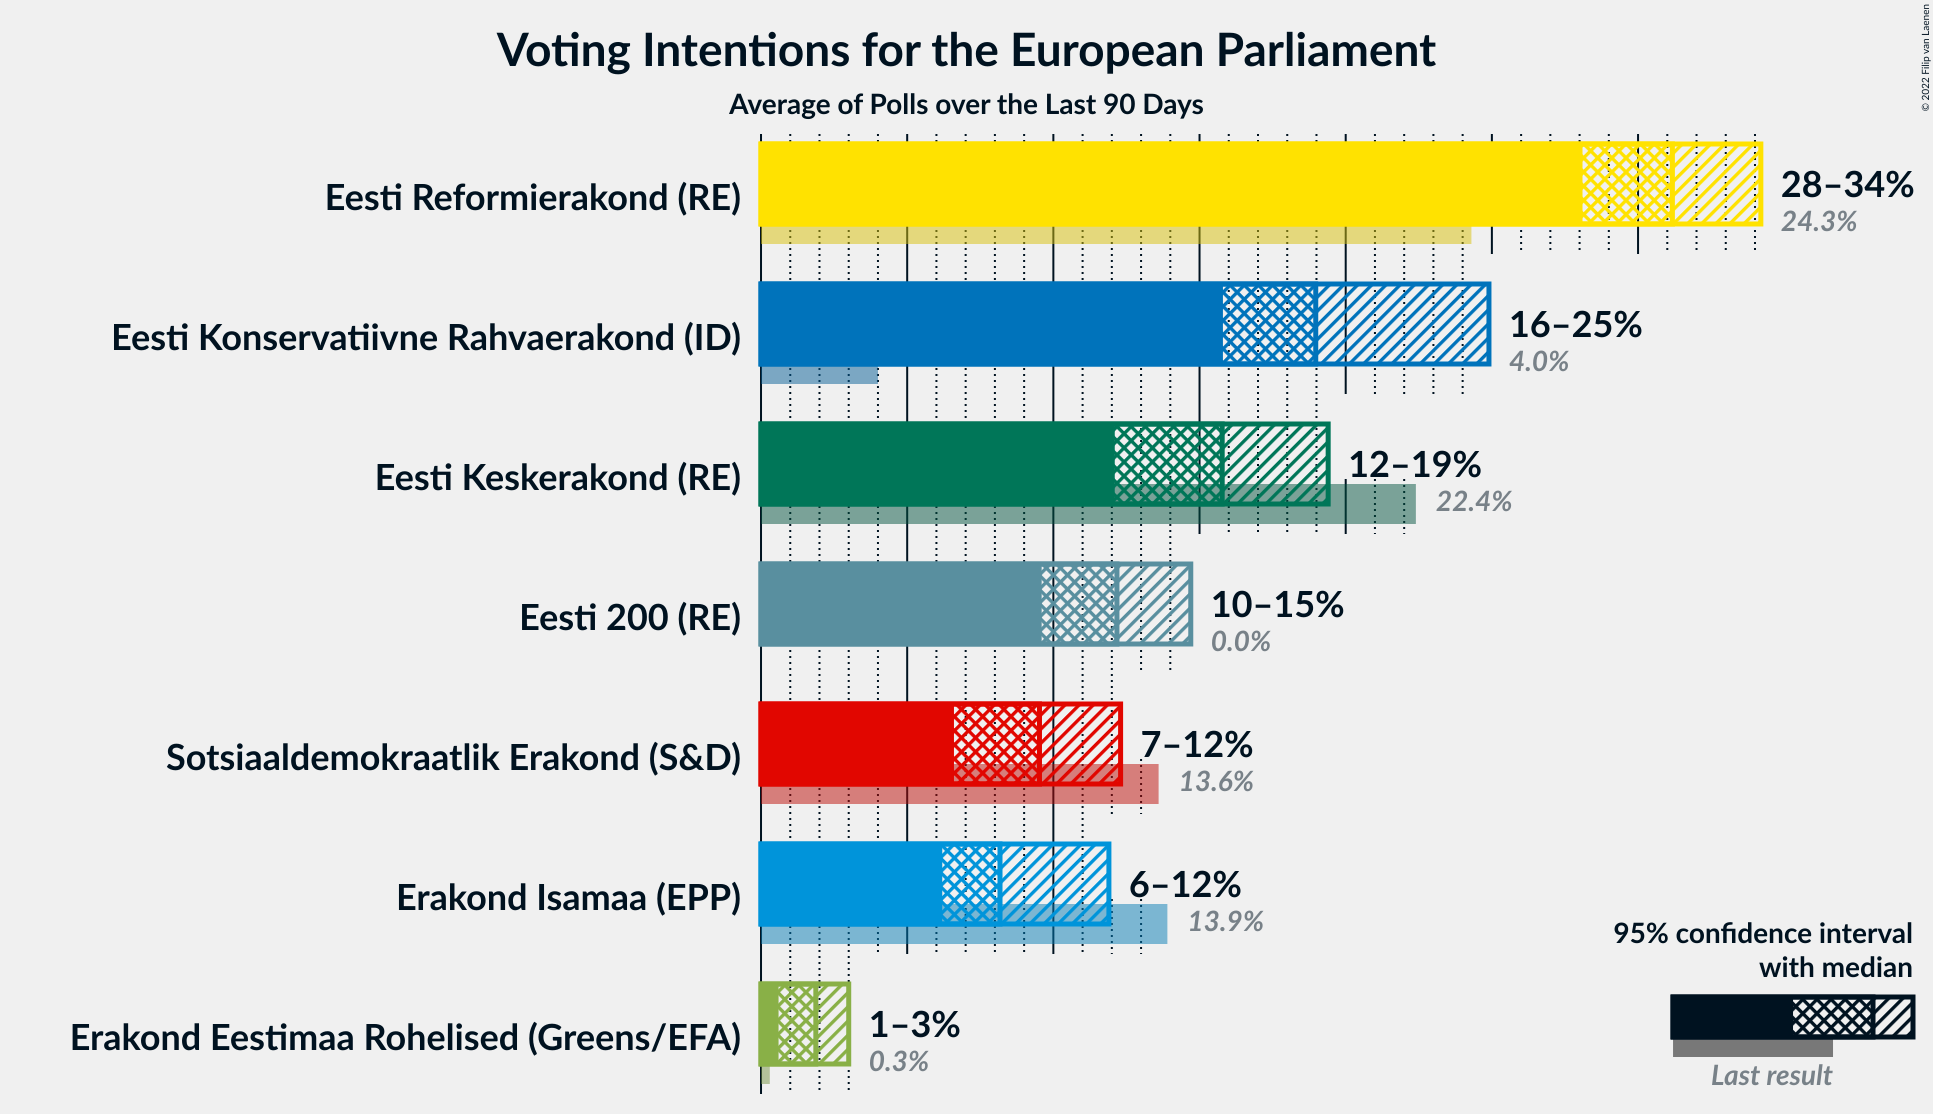 Voting Intentions for the European Parliament
Average of Polls over the Last 90 Days
© 2022 Filip van Laenen
Eesti Reformierakond (RE)
28–34%
24.3%
Eesti Konservatiivne Rahvaerakond (ID)
16–25%
4.0%
Eesti Keskerakond (RE)
12–19%
22.4%
Eesti 200 (RE)
10–15%
0.0%
Sotsiaaldemokraatlik Erakond (S&D)
7–12%
13.6%
Erakond Isamaa (EPP)
6–12%
13.9%
Erakond Eestimaa Rohelised (Greens/EFA)
1–3%
0.3%
95% confidence interval
with median
Last result